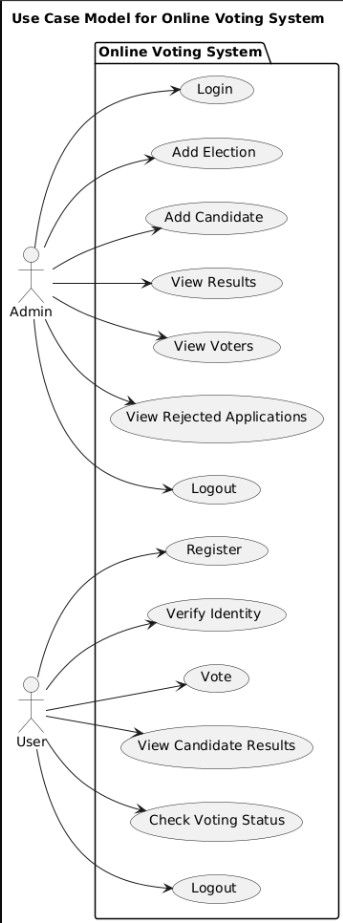 Use Case Model for Online Voting System
Online Voting System
Login
Add Election
Add Candidate
View Results
Admin
View Voters
View Rejected Applications
Logout
Register
Verify Identity
Vote
User
View Candidate Results
Check Voting Status
Logout